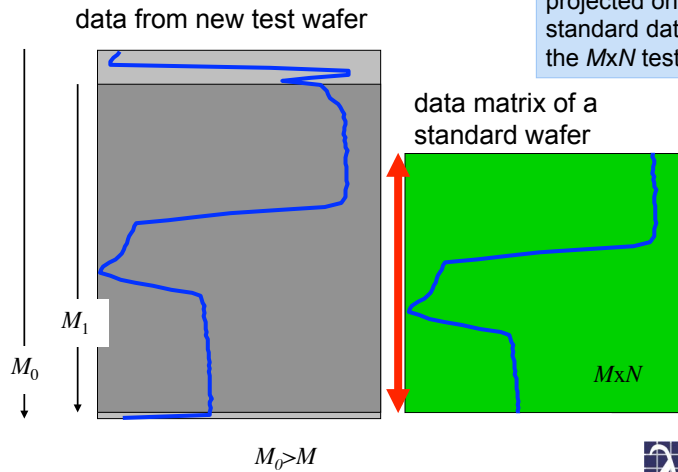 projected on
standard dat
the MxN test
data from new test wafer
data matrix of a
standard wafer
M₁
M₀
MxN
M₀>M